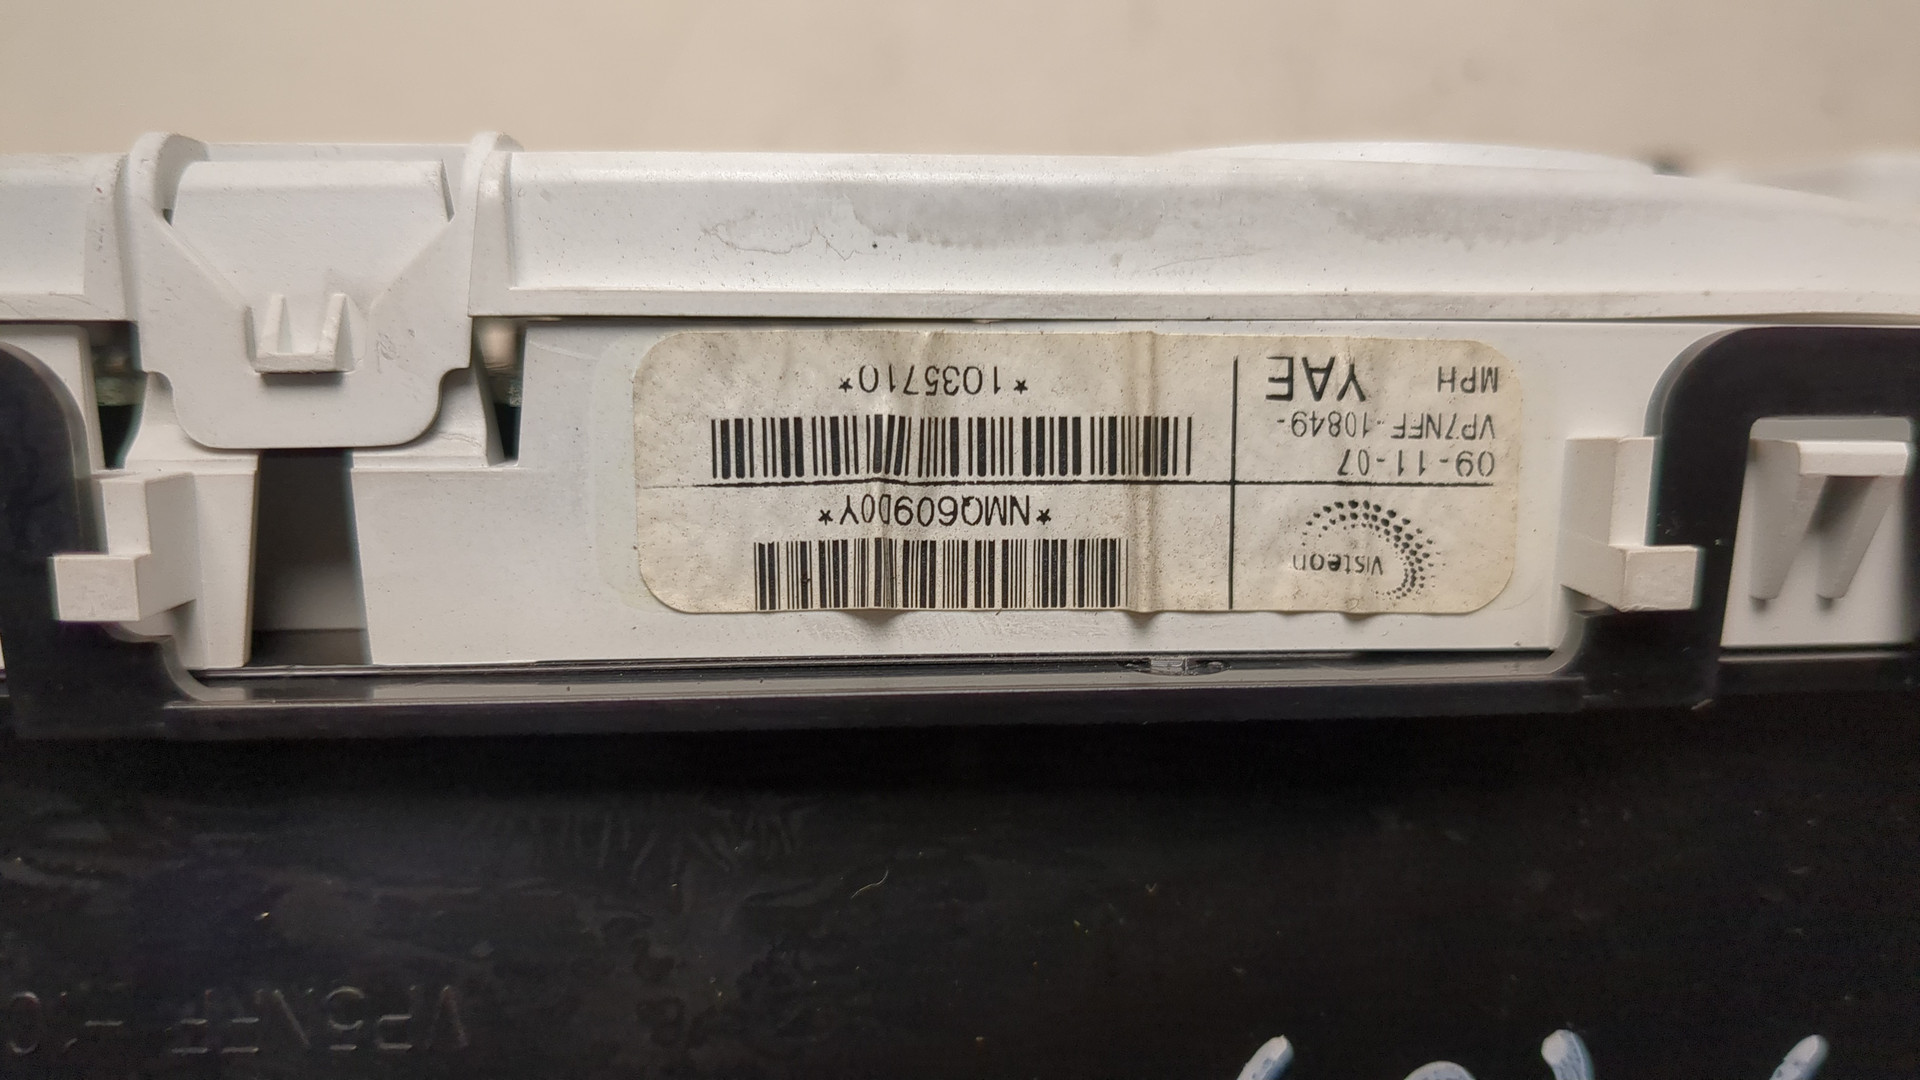 Visteon
*NMQ609D0Y*
09-11-07
VP7NFF-10849-
MPH YAE
*1035710*